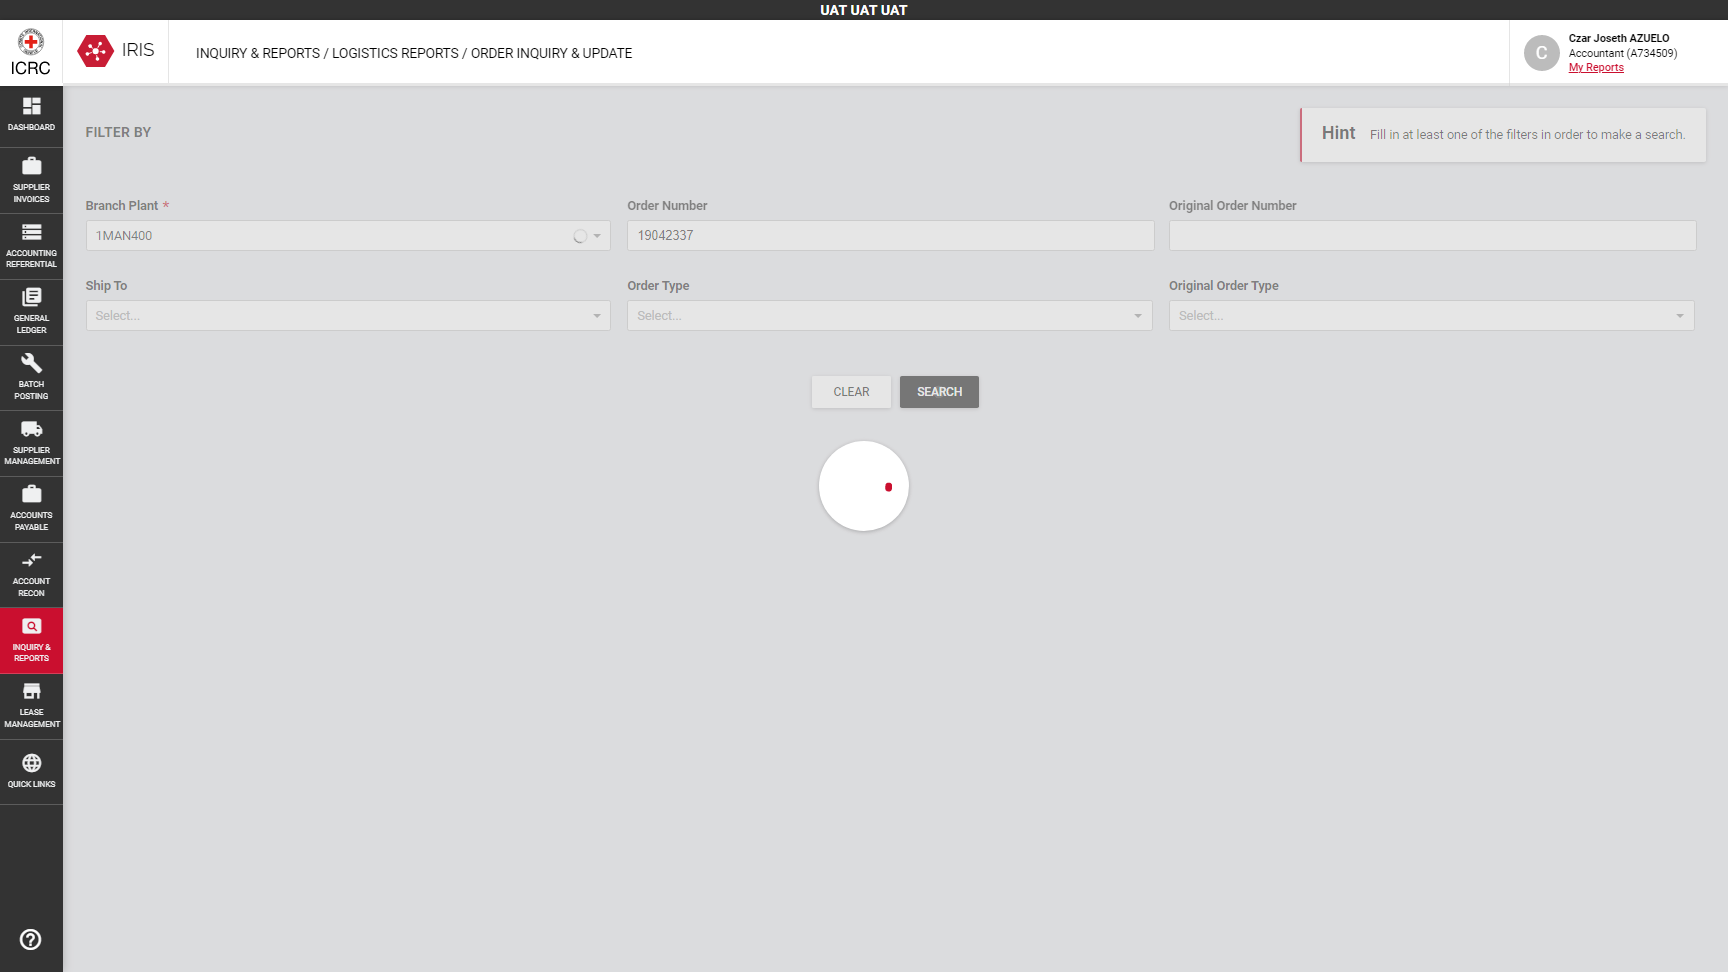 UAT UAT UAT
ICRC
IRIS
INQUIRY & REPORTS / LOGISTICS REPORTS / ORDER INQUIRY & UPDATE
C
Czar Joseth AZUELO
Accountant (A734509)
My Reports
DASHBOARD
SUPPLIER
INVOICES
ACCOUNTING
REFERENTIAL
GENERAL
LEDGER
BATCH
POSTING
SUPPLIER
MANAGEMENT
ACCOUNTS
PAYABLE
ACCOUNT
RECON
INQUIRY &
REPORTS
LEASE
MANAGEMENT
QUICK LINKS
FILTER BY
Hint Fill in at least one of the filters in order to make a search.
Branch Plant *
1MAN400
Order Number
19042337
Original Order Number
Ship To
Select...
Order Type
Select...
Original Order Type
Select...
CLEAR
SEARCH